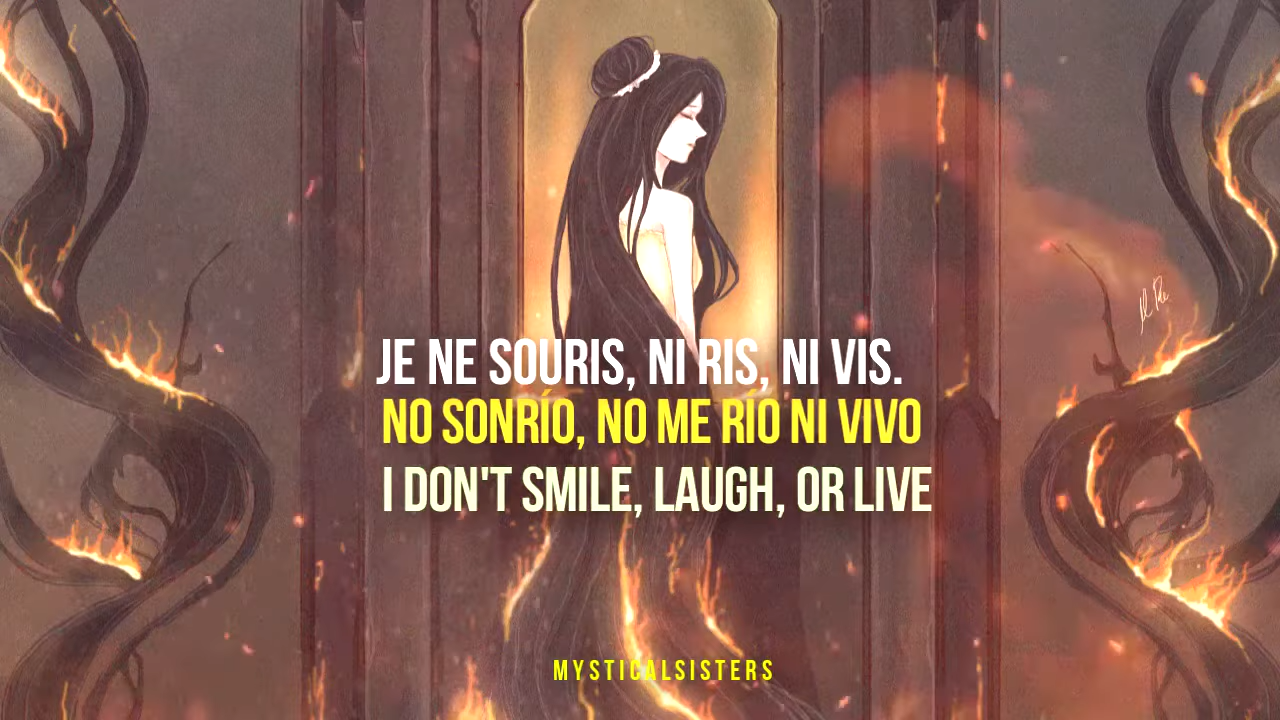 JE NE SOURIS, NI RIS, NI VIS.
NO SONRÍO, NO ME RÍO NI VIVO
I DON'T SMILE, LAUGH, OR LIVE
MYSTICALSISTERS